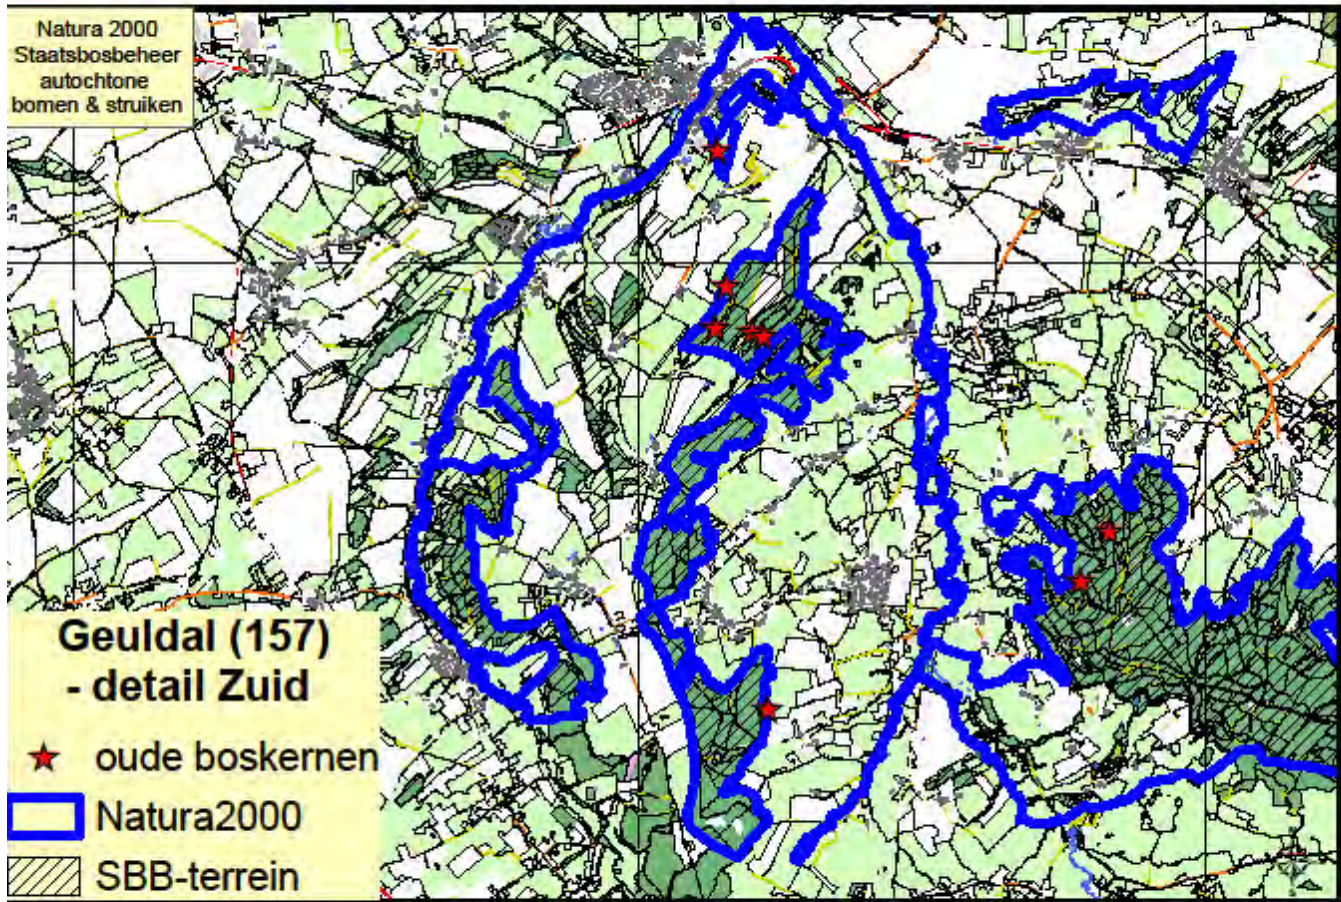 Natura 2000
Staatsbosbeheer
autochtone
bomen & struiken
Geuldal (157)
- detail Zuid
oude boskernen
Natura2000
SBB-terrein